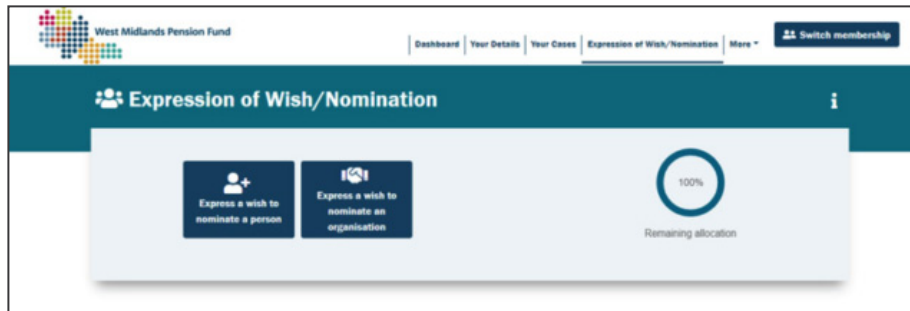 West Midlands Pension Fund
Dashboard Your Details Your Cases Expression of Wish/Nomination More
Switch membership
Expression of Wish/Nomination
i
Express a wish to
nominate a person
Express a wish to
nominate an
organisation
100%
Remaining allocation